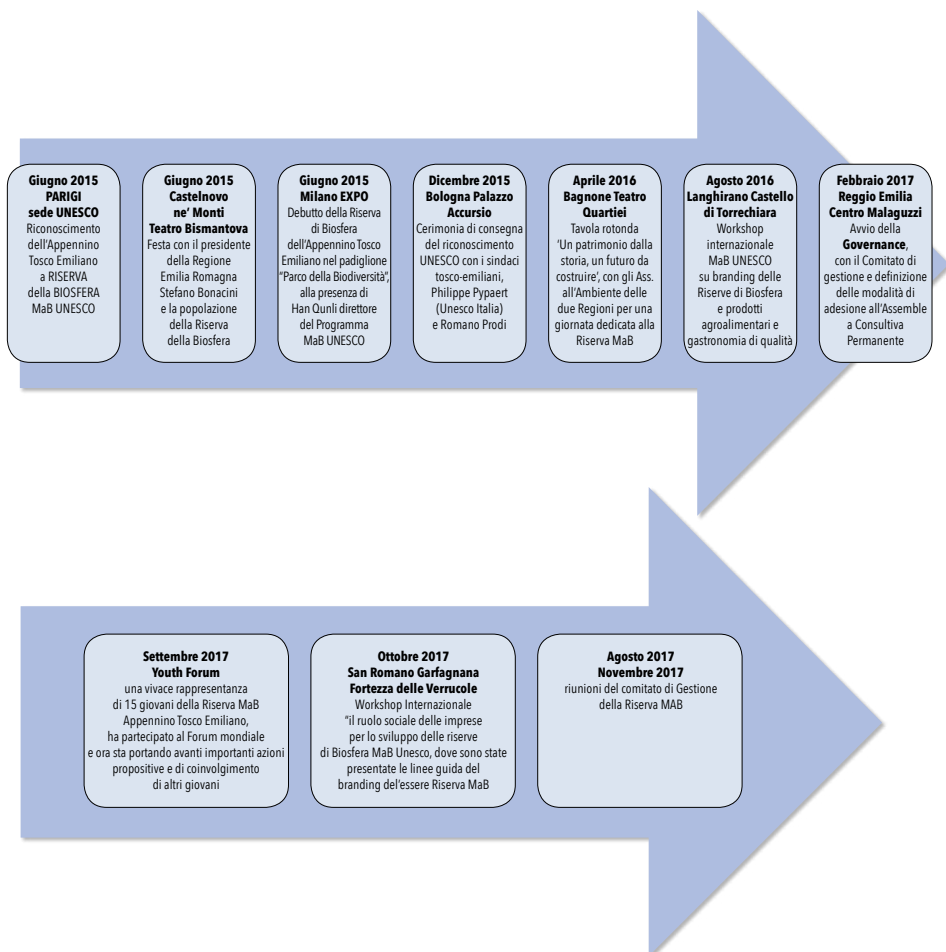 Giugno 2015
PARIGI
sede UNESCO
Riconoscimento
dell'Appennino
Tosco Emiliano
a RISERVA
della BIOSFERA
MaB UNESCO
Giugno 2015
Castelnovo
ne' Monti
Teatro Bismantova
Festa con il presidente
della Regione
Emilia Romagna
Stefano Bonacini
e la popolazione
della Riserva
della Biosfera
Giugno 2015
Milano EXPO
Debutto della Riserva
di Biosfera
dell'Appennino Tosco
Emiliano nel padiglione
"Parco della Biodiversità",
alla presenza di
Han Qunli direttore
del Programma
MaB UNESCO
Dicembre 2015
Bologna Palazzo
Accursio
Cerimonia di consegna
del riconoscimento
UNESCO con i sindaci
tosco-emiliani,
Philippe Pypaert
(Unesco Italia)
e Romano Prodi
Aprile 2016
Bagnone Teatro
Quartiei
Tavola rotonda
'Un patrimonio dalla
storia, un futuro da
costruire', con gli Ass.
all'Ambiente delle
due Regioni per una
giornata dedicata alla
Riserva MaB
Agosto 2016
Langhirano Castello
di Torrechiara
Workshop
internazionale
MaB UNESCO
su branding delle
Riserve di Biosfera
e prodotti
agroalimentari e
gastronomia di qualità
Febbraio 2017
Reggio Emilia
Centro Malaguzzi
Avvio della
Governance,
con il Comitato di
gestione e definizione
delle modalità di
adesione all'Assemble
a Consultiva
Permanente
Settembre 2017
Youth Forum
una vivace rappresentanza
di 15 giovani della Riserva MaB
Appennino Tosco Emiliano,
ha partecipato al Forum mondiale
e ora sta portando avanti importanti azioni
propositive e di coinvolgimento
di altri giovani
Ottobre 2017
San Romano Garfagnana
Fortezza delle Verrucole
Workshop Internazionale
"il ruolo sociale delle imprese
per lo sviluppo delle riserve
di Biosfera MaB Unesco, dove sono state
presentate le linee guida del
branding del'essere Riserva MaB
Agosto 2017
Novembre 2017
riunioni del comitato di Gestione
della Riserva MAB